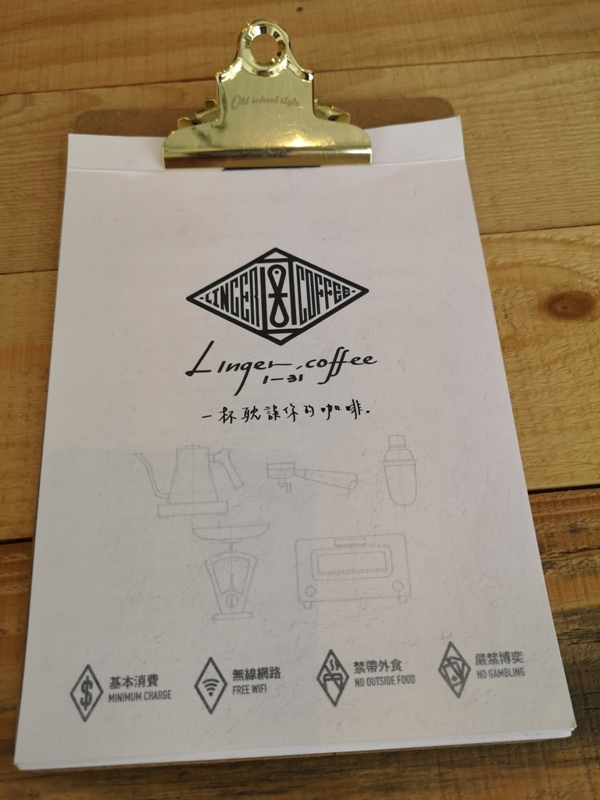 Old school style
LINGER COFFEE
Linger.coffee
1-31
一杯耽誤你的咖啡.
基本消費
MINIMUM CHARGE
無線網路
FREE WIFI
禁帶外食
NO OUTSIDE FOOD
嚴禁博奕
NO GAMBLING